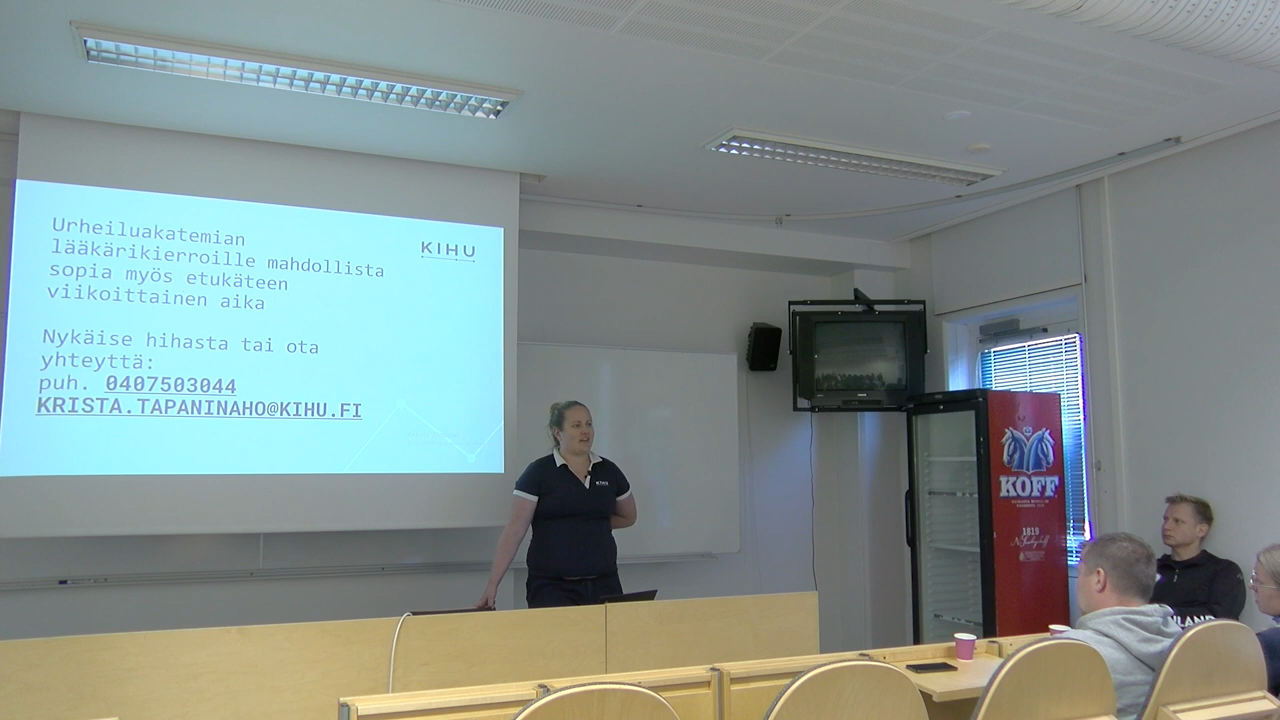 Urheiluakatemian
lääkärikierroille mahdollista
sopia myös etukäteen
viikoittainen aika
Nykäise hihasta tai ota
yhteyttä:
puh. 0407503044
KRISTA.TAPANINAHO@KIHU.FI
KIHU
KIHU
KOFF
1819